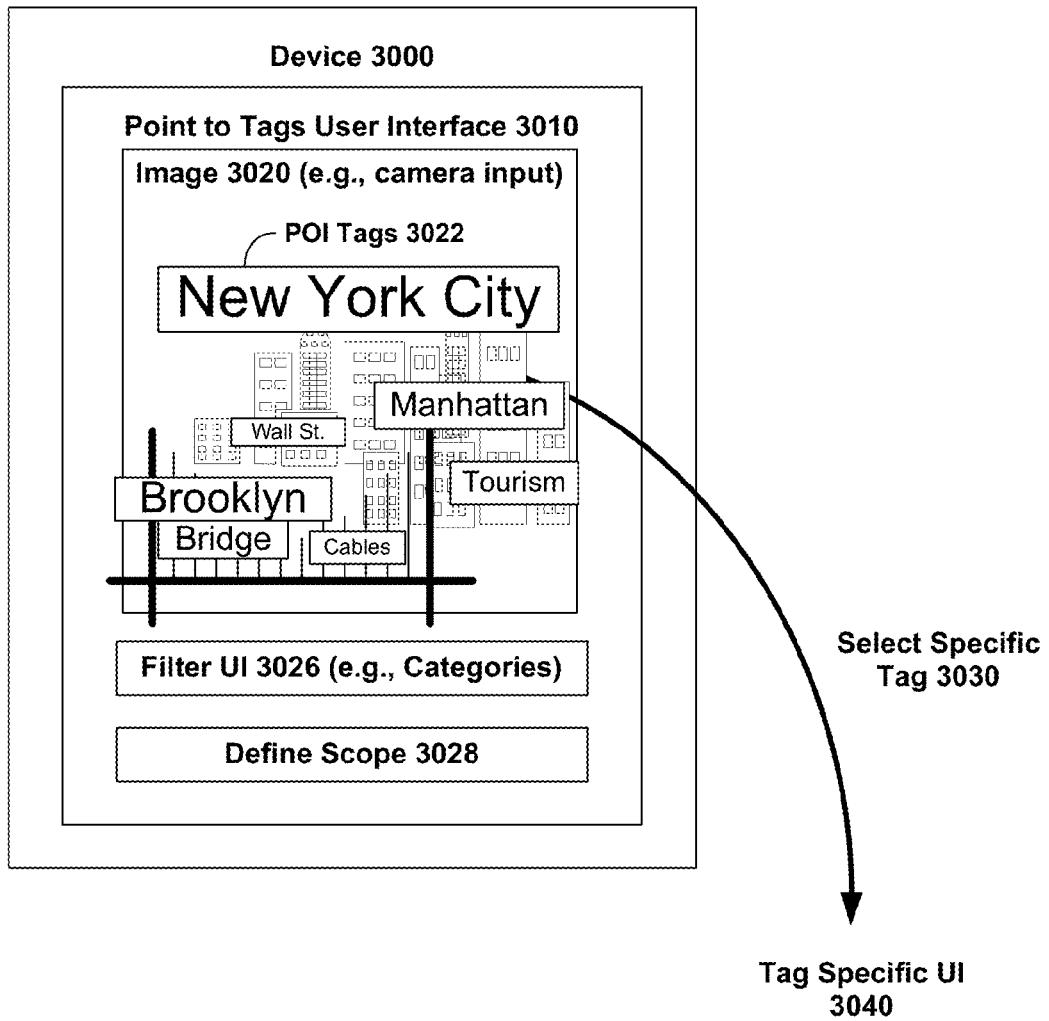 Device 3000
Point to Tags User Interface 3010
Image 3020 (e.g., camera input)
POI Tags 3022
New York City
Manhattan
Wall St.
Tourism
Brooklyn
Bridge
Cables
Filter UI 3026 (e.g., Categories)
Define Scope 3028
Select Specific
Tag 3030
Tag Specific UI
3040